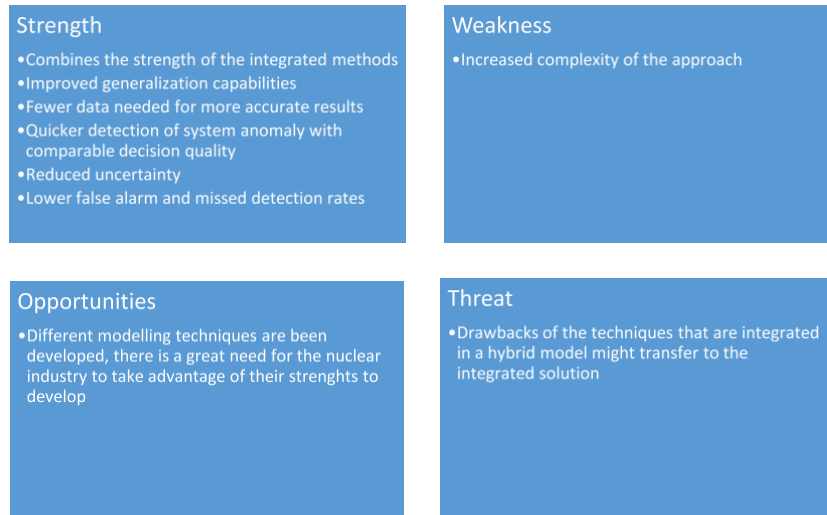 Strength
•Combines the strength of the integrated methods
•Improved generalization capabilities
•Fewer data needed for more accurate results
•Quicker detection of system anomaly with
comparable decision quality
•Reduced uncertainty
•Lower false alarm and missed detection rates
Weakness
•Increased complexity of the approach
Opportunities
•Different modelling techniques are been
developed, there is a great need for the nuclear
industry to take advantage of their strenghts to
develop
Threat
•Drawbacks of the techniques that are integrated
in a hybrid model might transfer to the
integrated solution